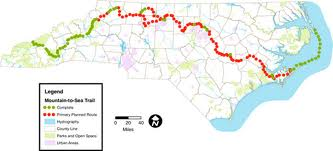 Legend
Mountain-to-Sea Trail
Complete
Primary Planned Route
Hydrography
County Line
Parks and Open Space
Urban Areas
0 20 40
Miles
N